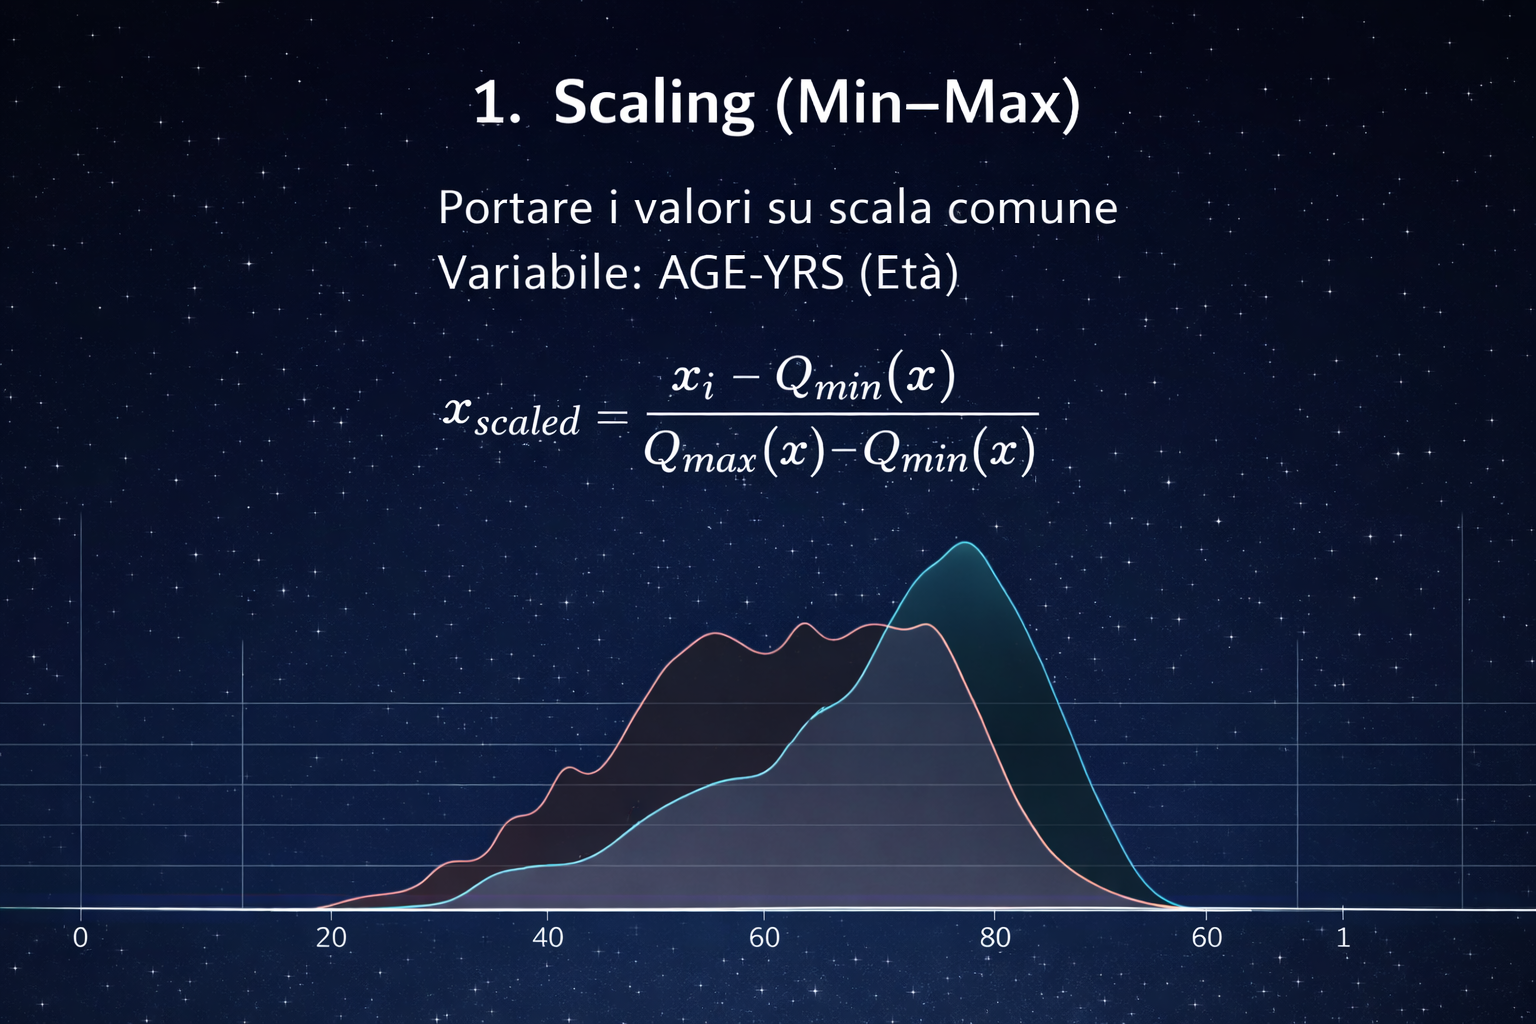 1. Scaling (Min–Max)
Portare i valori su scala comune
Variabile: AGE-YRS (Età)
x_scaled = (x_i − Q_min(x)) / (Q_max(x) − Q_min(x))
0 20 40 60 80 60 1